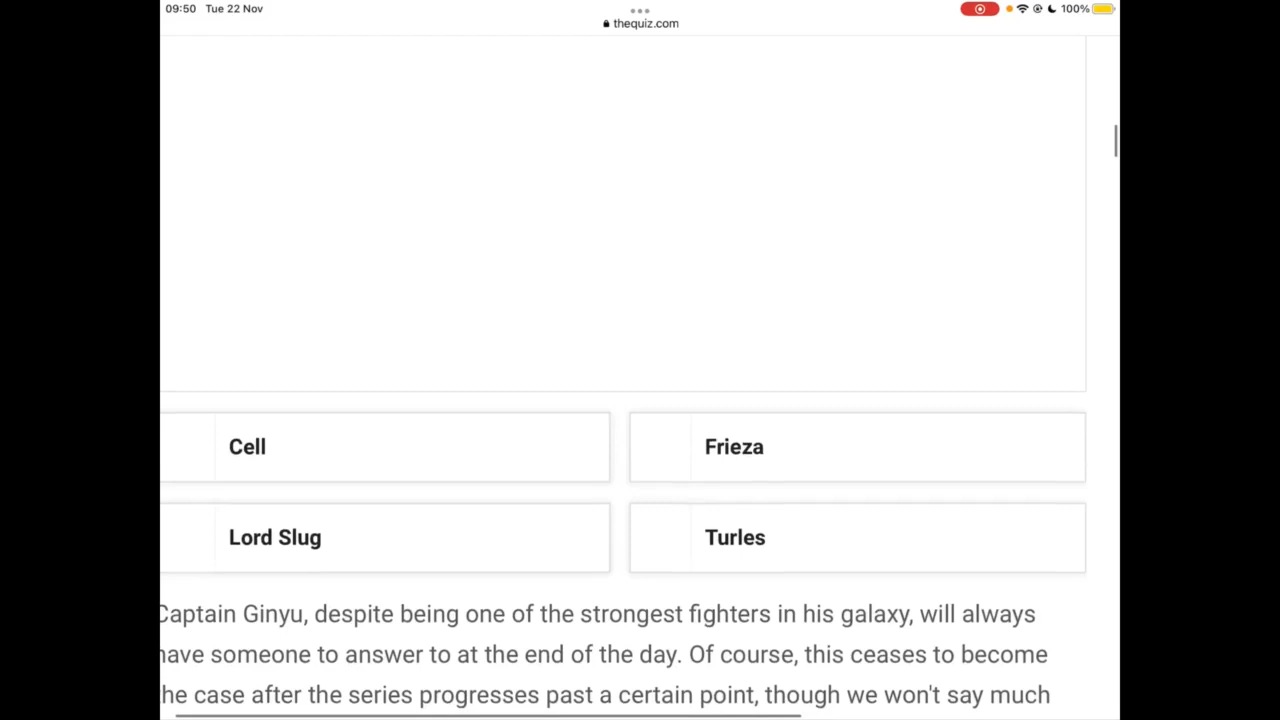 09:50 Tue 22 Nov 100%
thequiz.com
Cell Frieza
Lord Slug Turles
Captain Ginyu, despite being one of the strongest fighters in his galaxy, will always
have someone to answer to at the end of the day. Of course, this ceases to become
the case after the series progresses past a certain point, though we won't say much